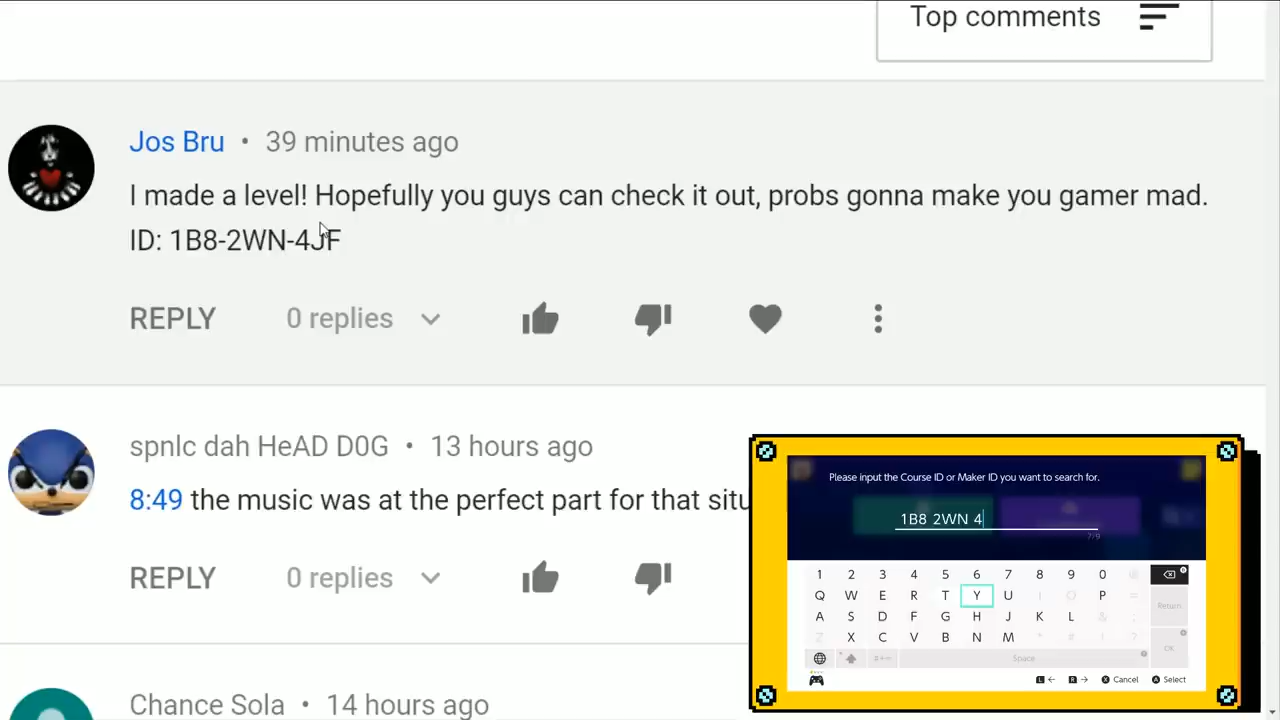 Top comments
Jos Bru • 39 minutes ago
I made a level! Hopefully you guys can check it out, probs gonna make you gamer mad.
ID: 1B8-2WN-4JF
REPLY 0 replies
spnlc dah HeAD D0G • 13 hours ago
8:49 the music was at the perfect part for that situ
REPLY 0 replies
Chance Sola • 14 hours ago
Please input the Course ID or Maker ID you want to search for.
1B8 2WN 4
7/9
1 2 3 4 5 6 7 8 9 0 @
Q W E R T Y U I O P =
Return
A S D F G H J K L & ;
Z X C V B N M * # ! ?
OK
#+= Space
L ← R → X Cancel A Select